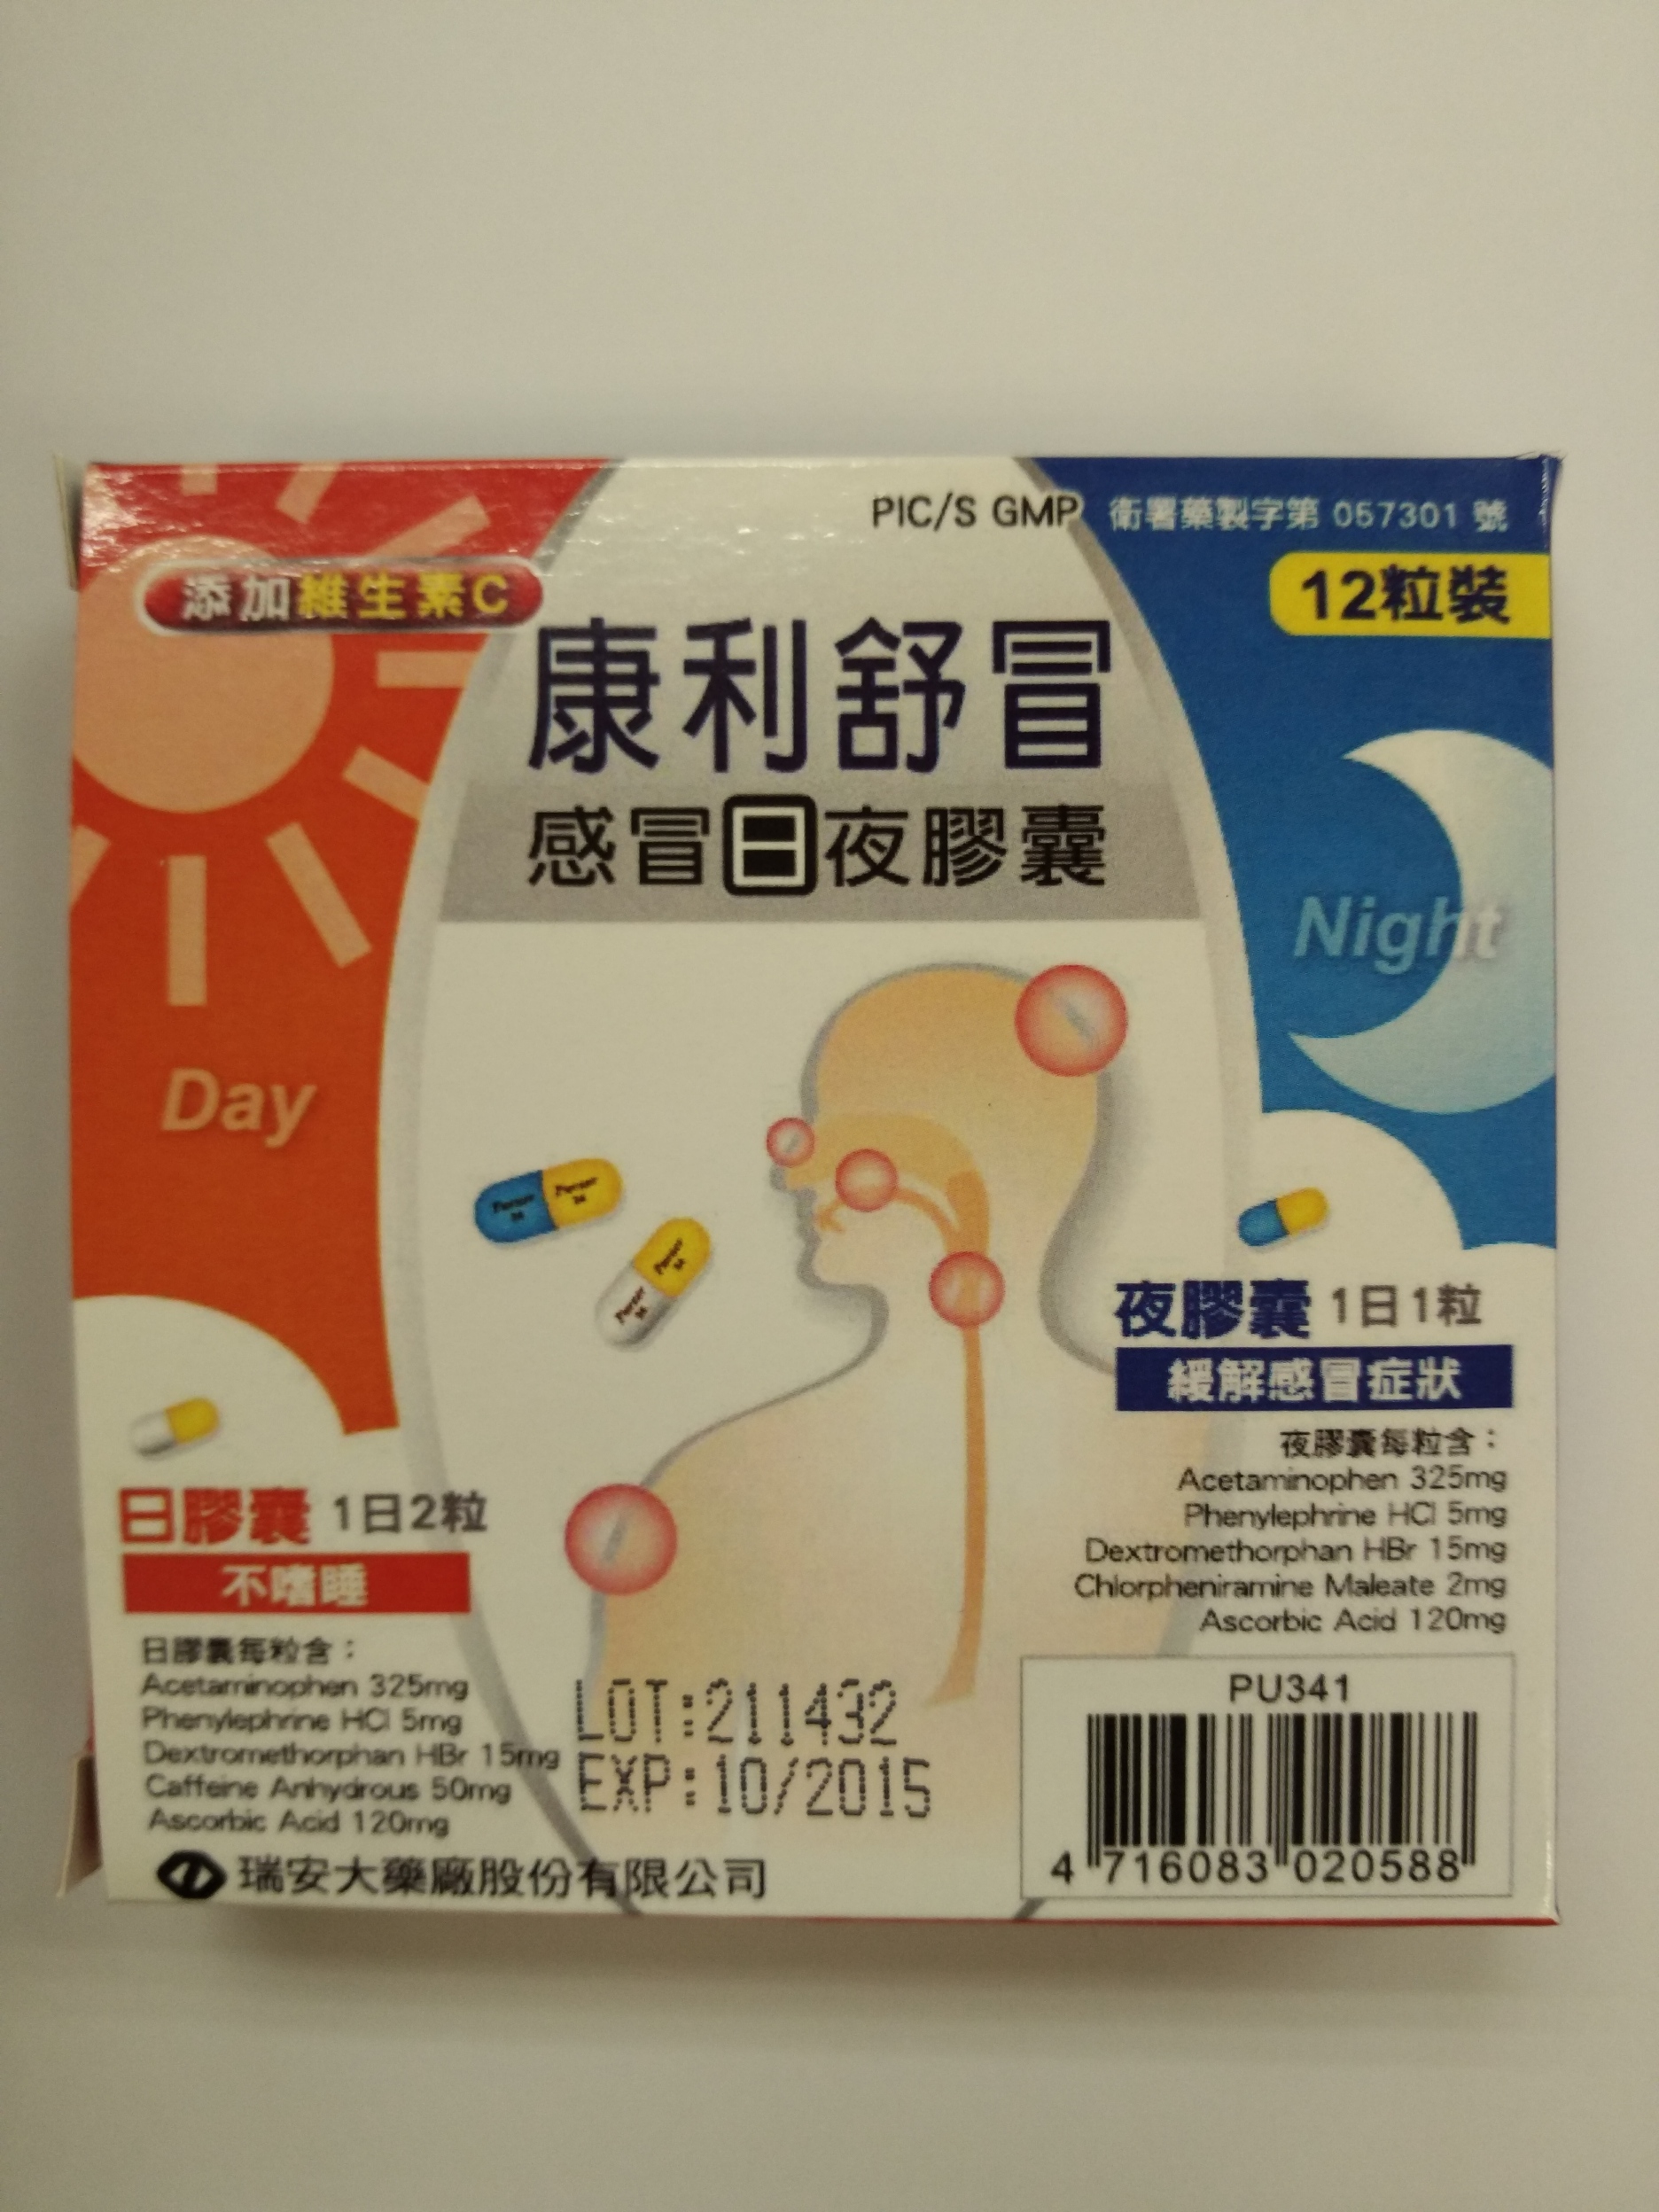 PIC/S GMP 衛署藥製字第 057301 號
添加維生素C
12粒裝
康利舒冒
感冒日夜膠囊
Night
Day
夜膠囊 1日1粒
緩解感冒症狀
夜膠囊每粒含：
Acetaminophen 325mg
Phenylephrine HCl 5mg
Dextromethorphan HBr 15mg
Chlorpheniramine Maleate 2mg
Ascorbic Acid 120mg
日膠囊 1日2粒
不嗜睡
日膠囊每粒含：
Acetaminophen 325mg
Phenylephrine HCl 5mg
Dextromethorphan HBr 15mg
Caffeine Anhydrous 50mg
Ascorbic Acid 120mg
LOT:211432
EXP:10/2015
瑞安大藥廠股份有限公司
PU341
4 716083 020588